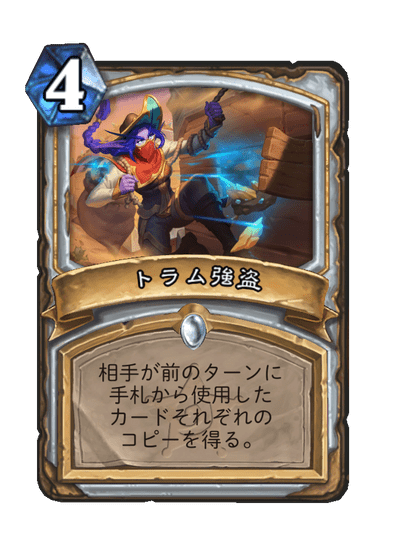 4
トラム強盗
相手が前のターンに
手札から使用した
カードそれぞれの
コピーを得る。